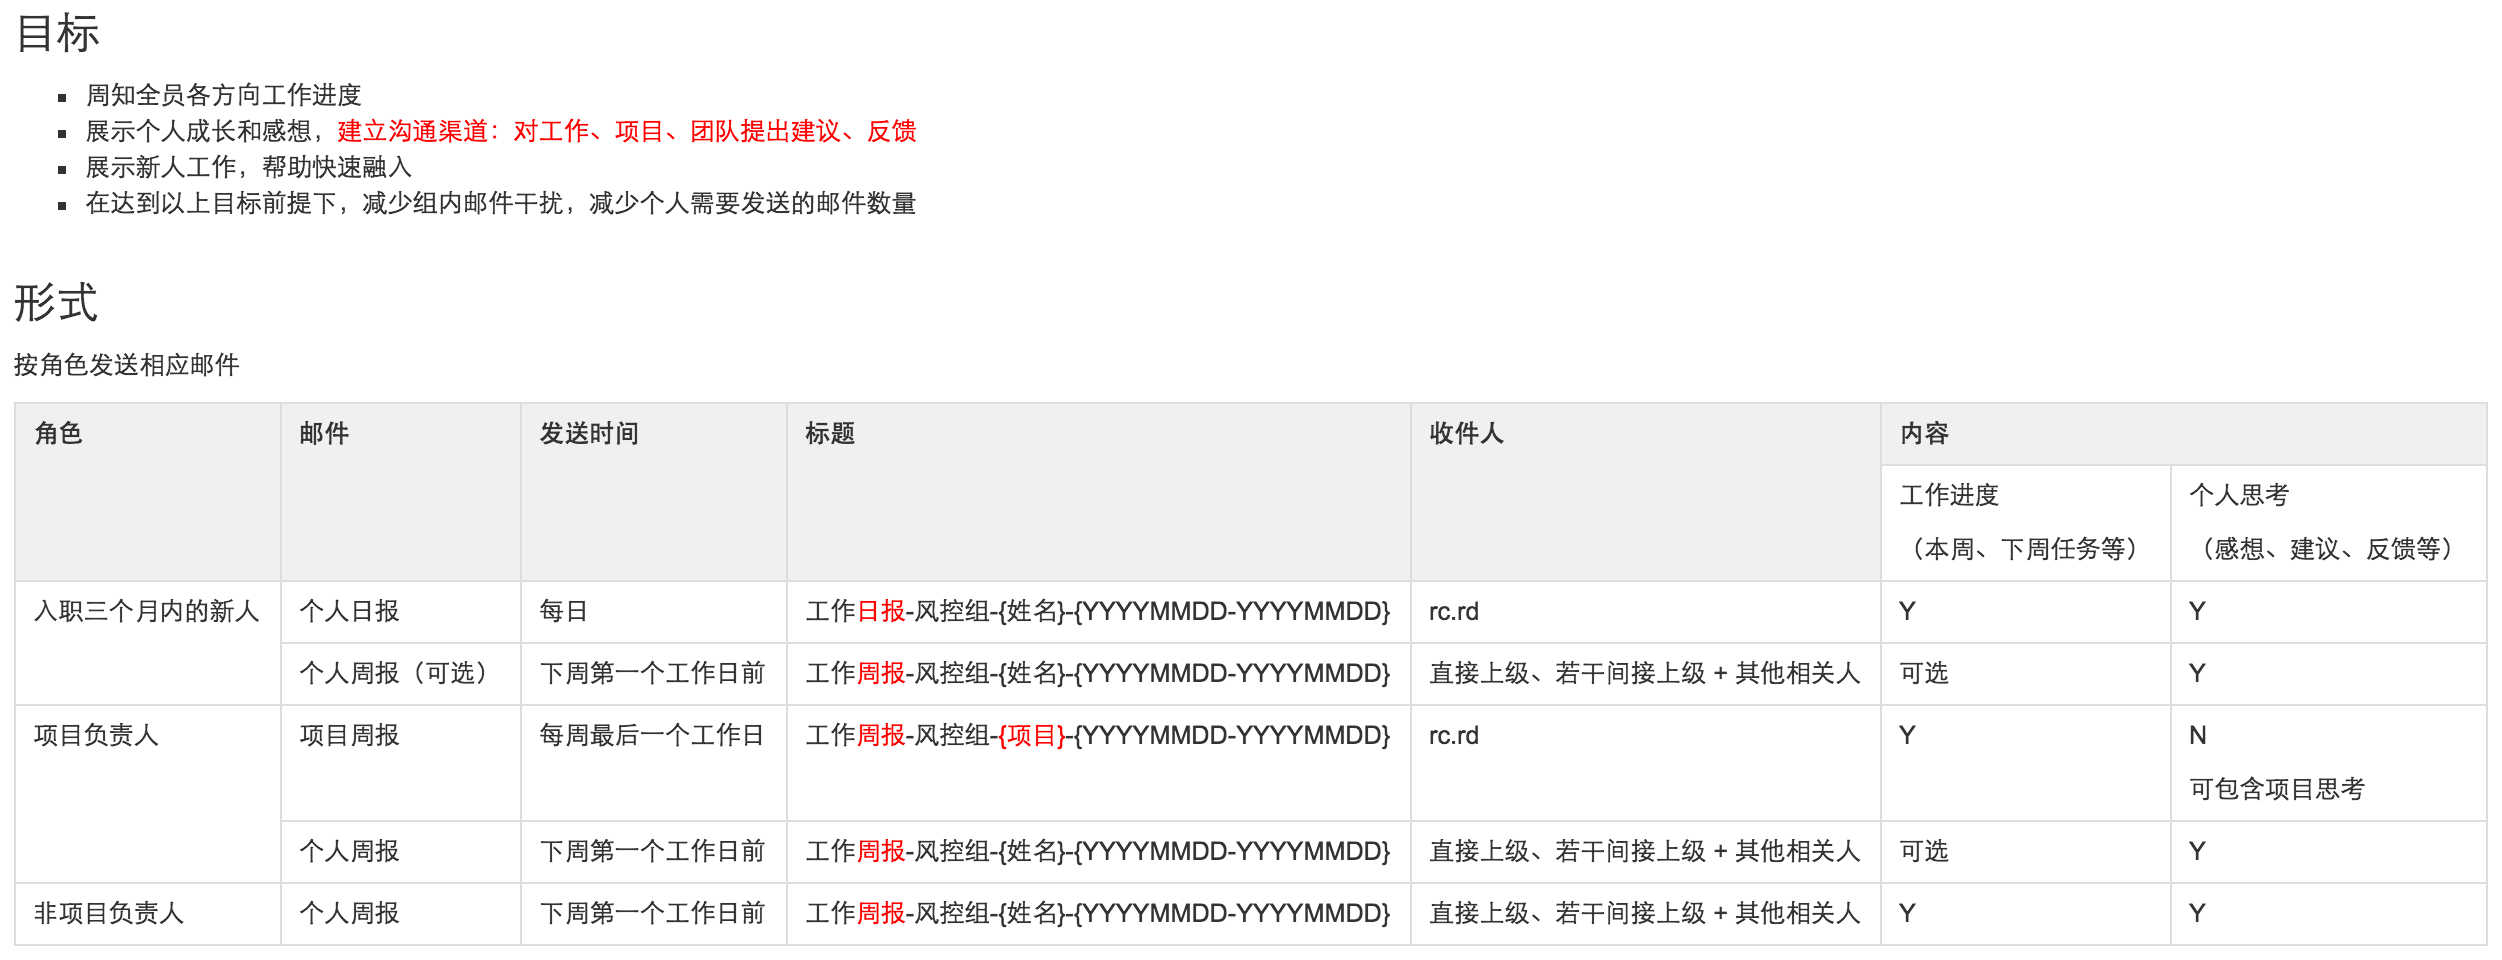 目标
▪ 周知全员各方向工作进度
▪ 展示个人成长和感想，建立沟通渠道：对工作、项目、团队提出建议、反馈
▪ 展示新人工作，帮助快速融入
▪ 在达到以上目标前提下，减少组内邮件干扰，减少个人需要发送的邮件数量
形式
按角色发送相应邮件
角色 邮件 发送时间 标题 收件人 内容
工作进度 个人思考
（本周、下周任务等） （感想、建议、反馈等）
入职三个月内的新人 个人日报 每日 工作日报-风控组-{姓名}-{YYYYMMDD-YYYYMMDD} rc.rd Y Y
个人周报（可选） 下周第一个工作日前 工作周报-风控组-{姓名}-{YYYYMMDD-YYYYMMDD} 直接上级、若干间接上级 + 其他相关人 可选 Y
项目负责人 项目周报 每周最后一个工作日 工作周报-风控组-{项目}-{YYYYMMDD-YYYYMMDD} rc.rd Y N
可包含项目思考
个人周报 下周第一个工作日前 工作周报-风控组-{姓名}-{YYYYMMDD-YYYYMMDD} 直接上级、若干间接上级 + 其他相关人 可选 Y
非项目负责人 个人周报 下周第一个工作日前 工作周报-风控组-{姓名}-{YYYYMMDD-YYYYMMDD} 直接上级、若干间接上级 + 其他相关人 Y Y